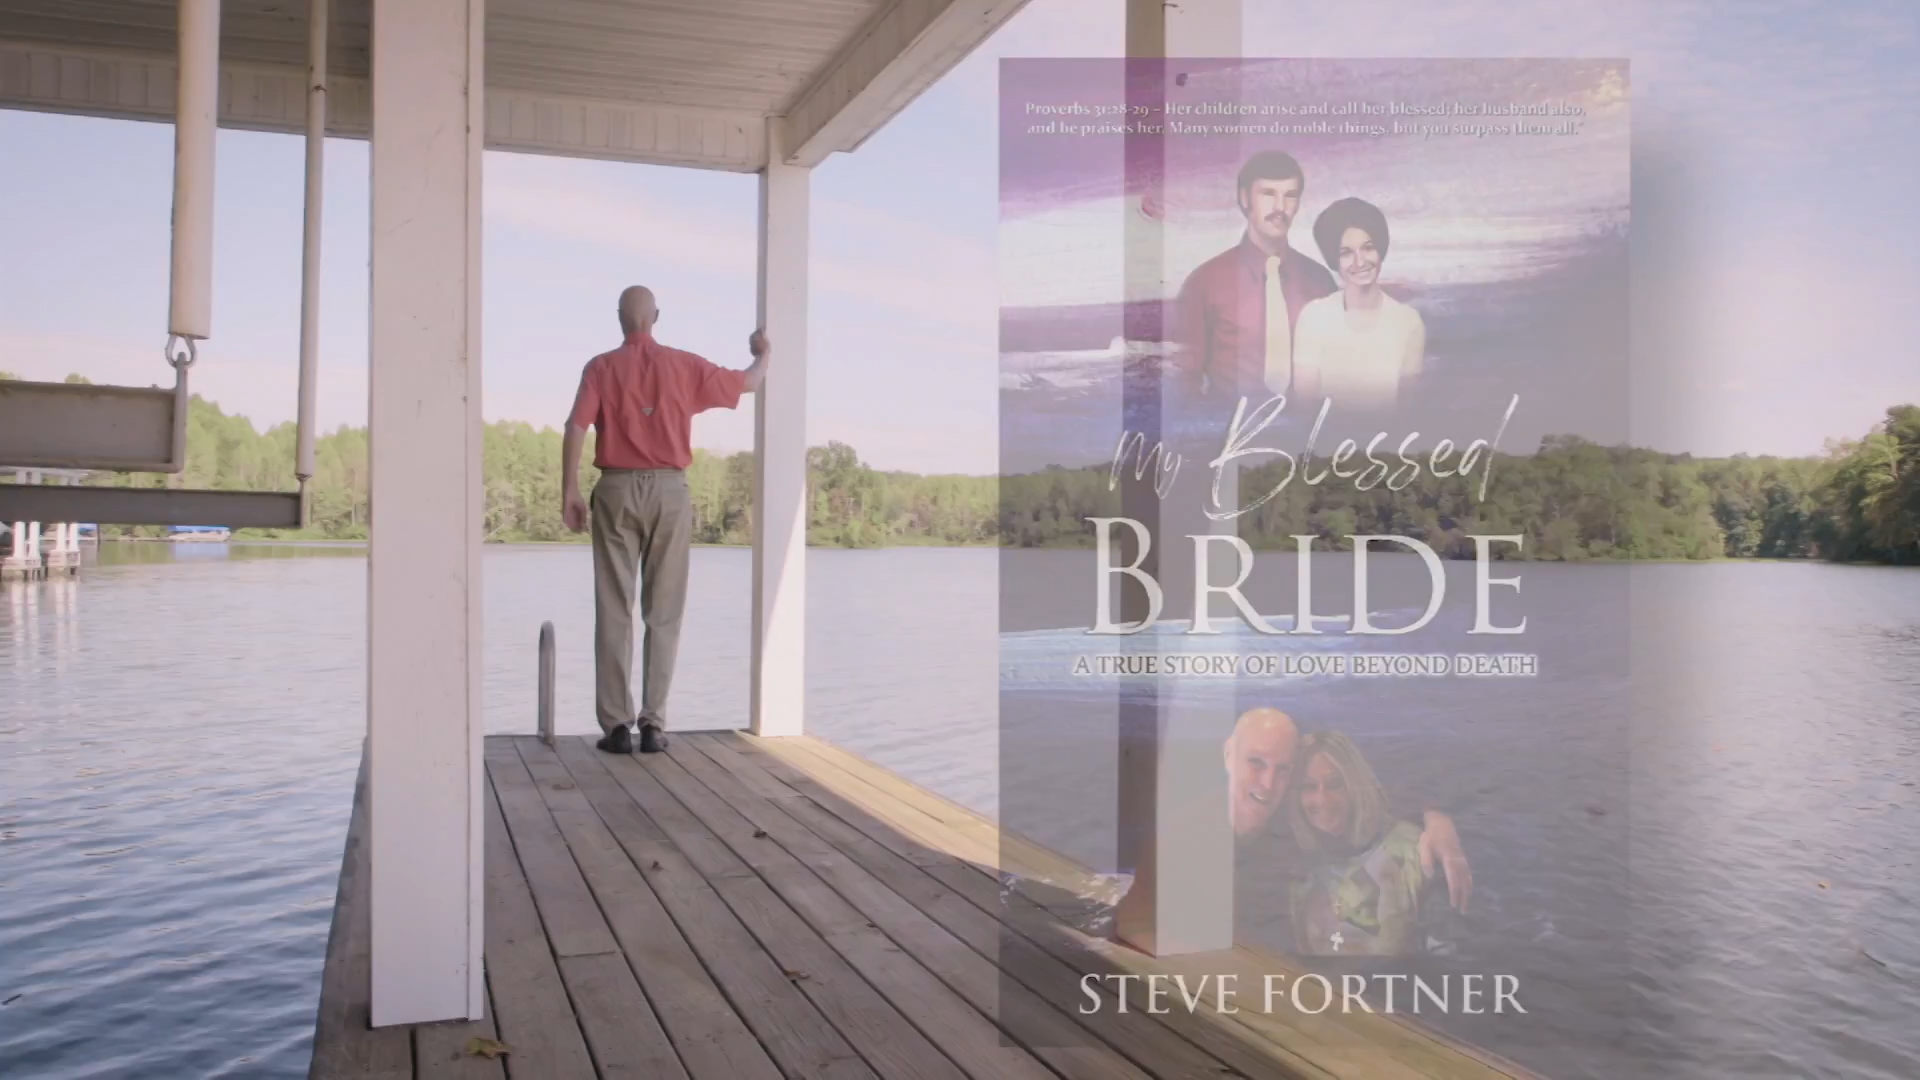 Proverbs 31:28-29 – Her children arise and call her blessed; her husband also,
and he praises her. Many women do noble things, but you surpass them all."
My Blessed
BRIDE
A TRUE STORY OF LOVE BEYOND DEATH
STEVE FORTNER